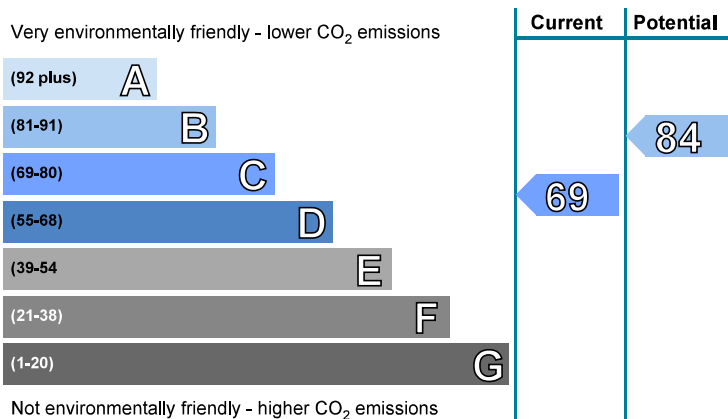 Very environmentally friendly - lower CO₂ emissions
Current
Potential
(92 plus) A
(81-91) B
(69-80) C
(55-68) D
(39-54 E
(21-38) F
(1-20) G
69
84
Not environmentally friendly - higher CO₂ emissions